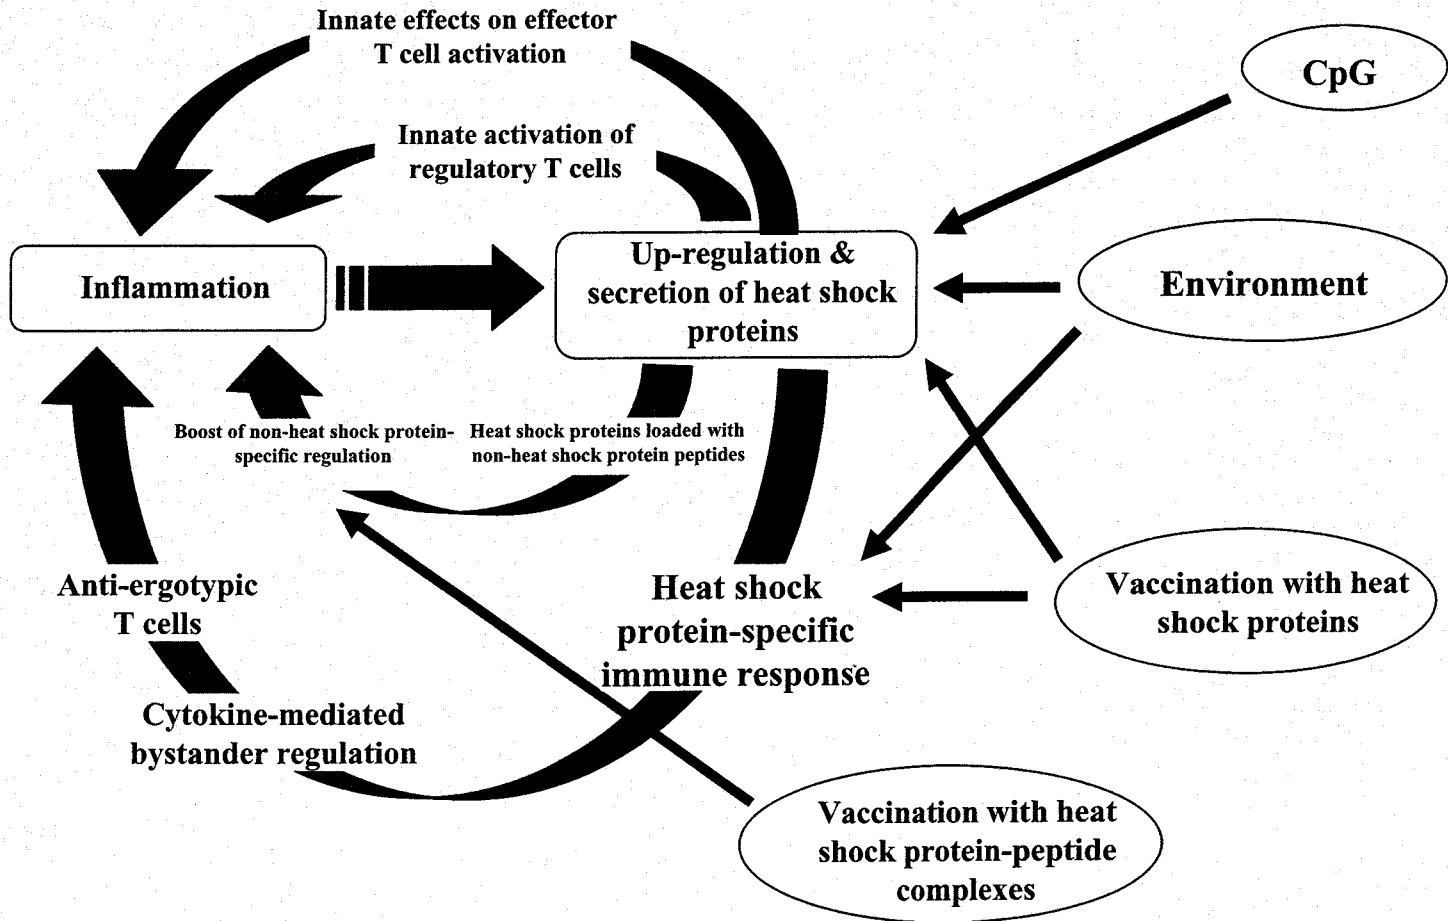 Innate effects on effector
T cell activation
CpG
Innate activation of
regulatory T cells
Inflammation
Up-regulation &
secretion of heat shock
proteins
Environment
Boost of non-heat shock protein-
specific regulation
Heat shock proteins loaded with
non-heat shock protein peptides
Anti-ergotypic
T cells
Heat shock
protein-specific
immune response
Vaccination with heat
shock proteins
Cytokine-mediated
bystander regulation
Vaccination with heat
shock protein-peptide
complexes